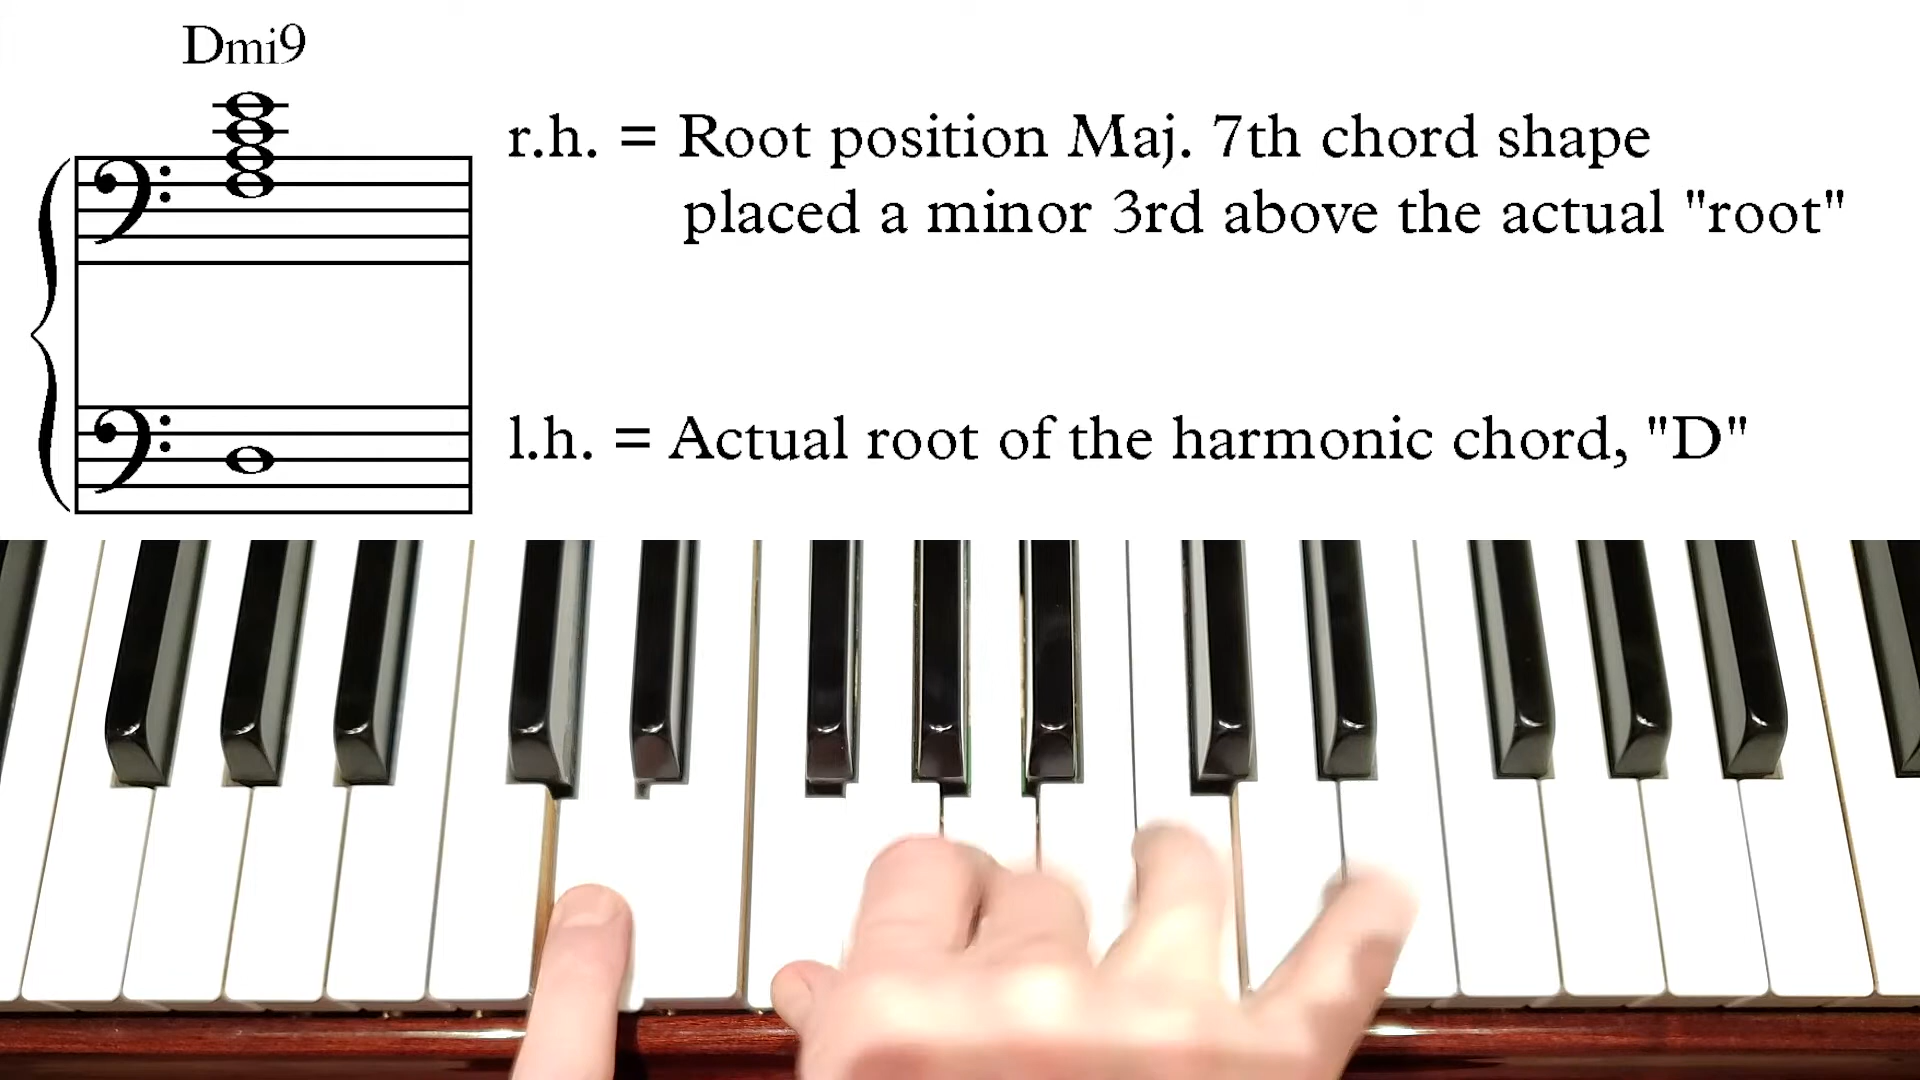 Dmi9
r.h. = Root position Maj. 7th chord shape
placed a minor 3rd above the actual "root"
l.h. = Actual root of the harmonic chord, "D"